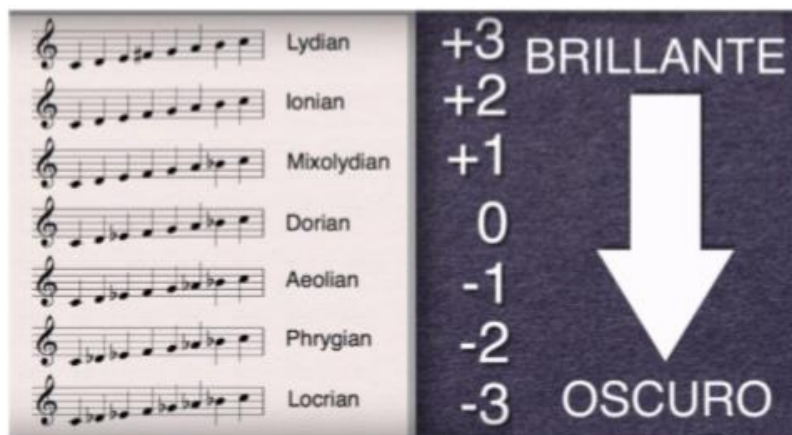 Lydian +3 BRILLANTE
Ionian +2
Mixolydian +1
Dorian 0
Aeolian -1
Phrygian -2
Locrian -3 OSCURO